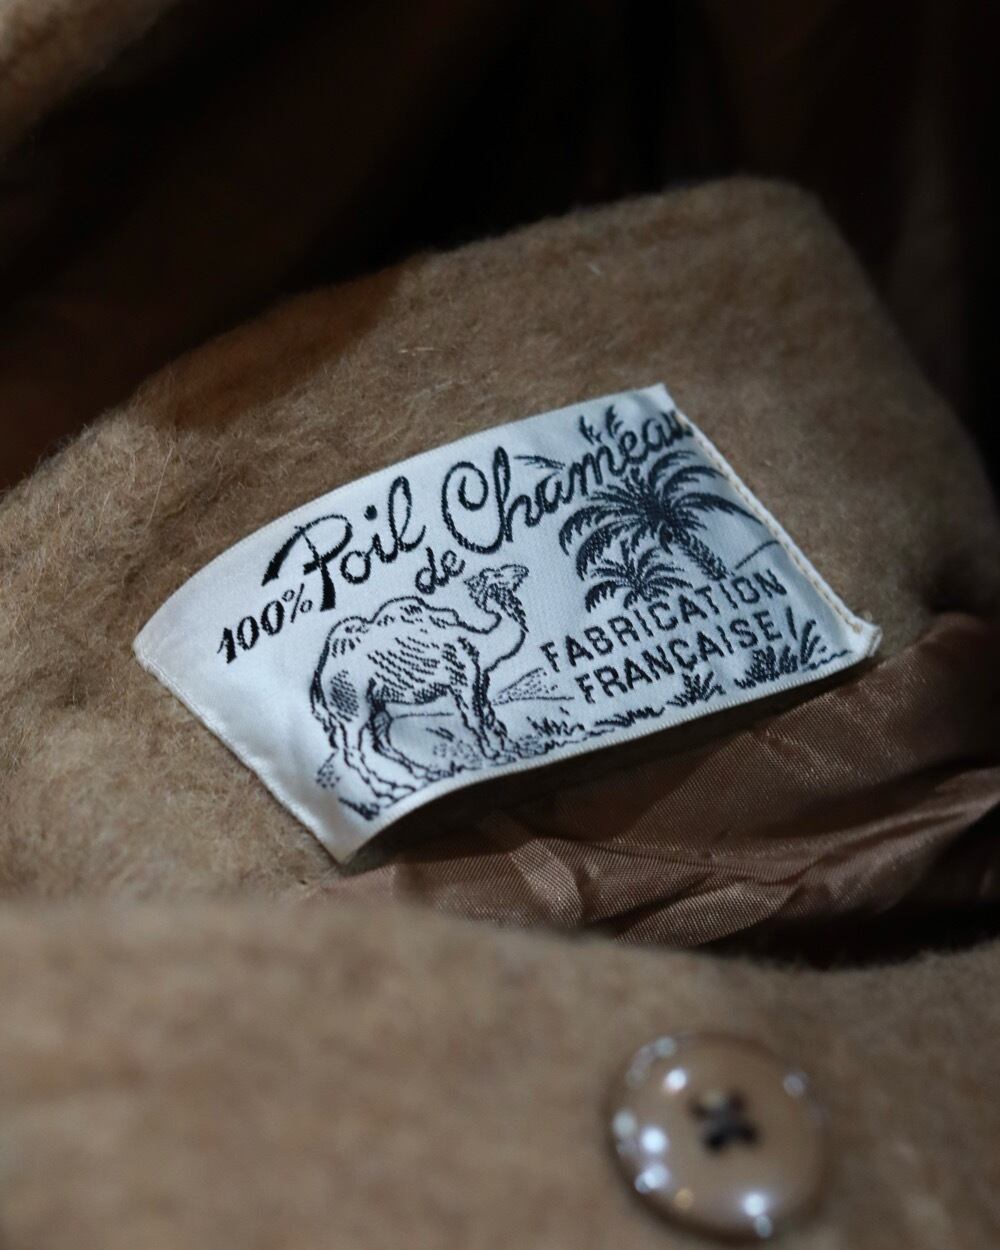 100% Poil de Chameau
FABRICATION
FRANÇAISE